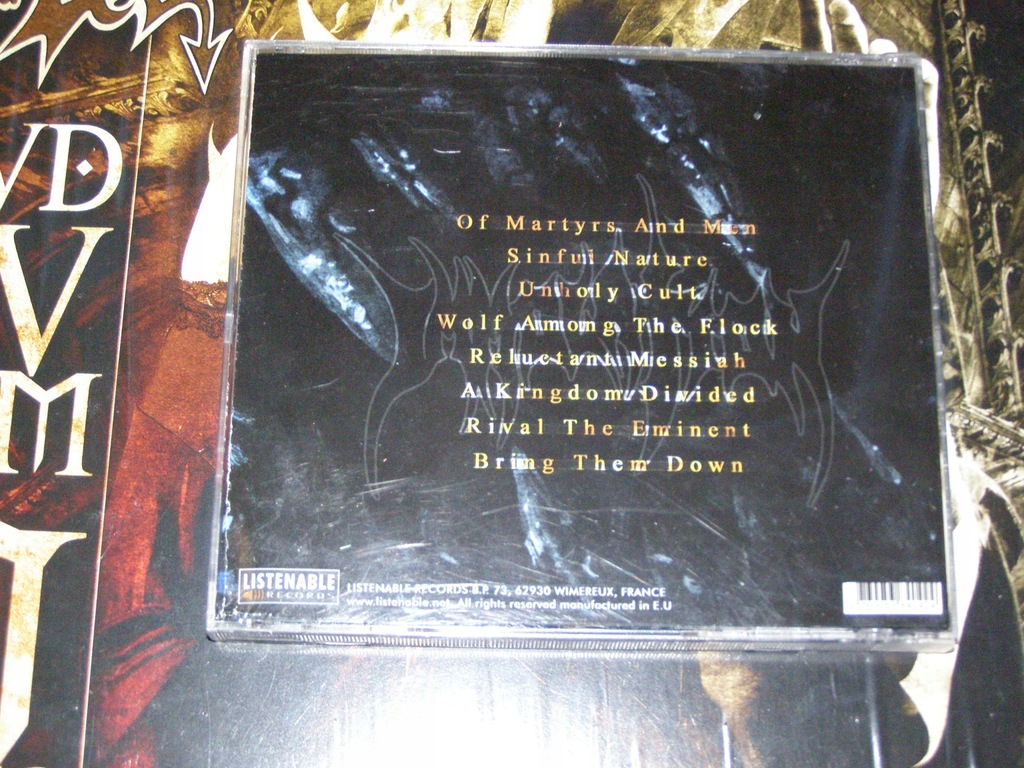 VD
V
M
Of Martyrs And Men
Sinful Nature
Unholy Cult
Wolf Among The Flock
Reluctant Messiah
A Kingdom Divided
Rival The Eminent
Bring Them Down
LISTENABLE
RECORDS
LISTENABLE RECORDS B.P. 73, 62930 WIMEREUX, FRANCE
www.listenable.net. All rights reserved manufactured in E.U